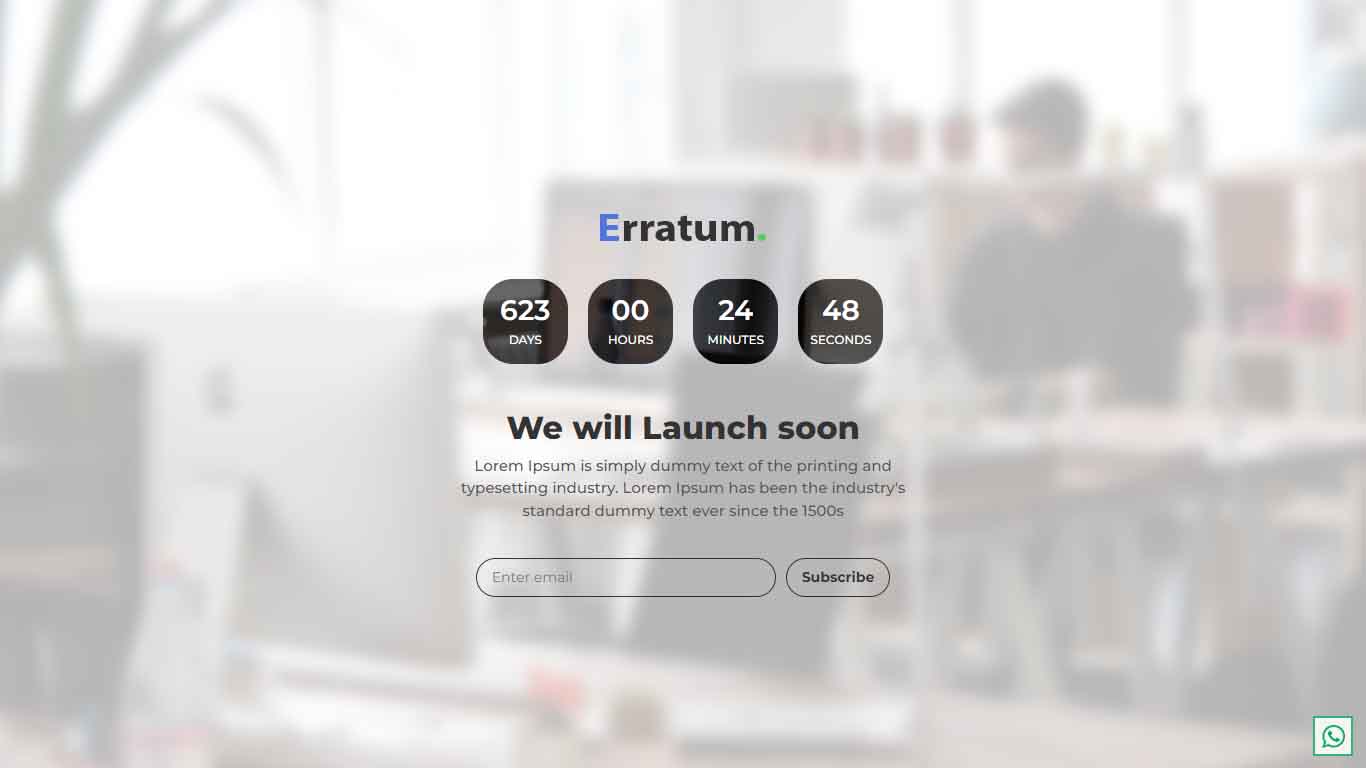 Erratum.
623 00 24 48
DAYS HOURS MINUTES SECONDS
We will Launch soon
Lorem Ipsum is simply dummy text of the printing and
typesetting industry. Lorem Ipsum has been the industry's
standard dummy text ever since the 1500s
Enter email Subscribe